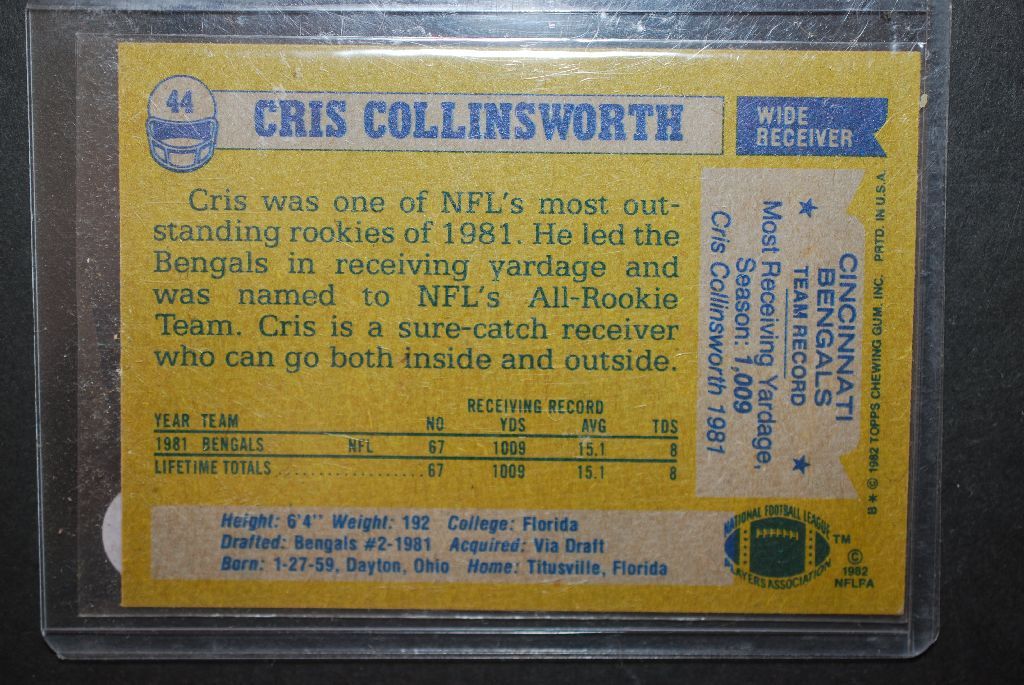 44
CRIS COLLINSWORTH
WIDE
RECEIVER
Cris was one of NFL's most out-
standing rookies of 1981. He led the
Bengals in receiving yardage and
was named to NFL's All-Rookie
Team. Cris is a sure-catch receiver
who can go both inside and outside.
CINCINNATI
BENGALS
★ TEAM RECORD ★
Most Receiving Yardage,
Season: 1,009
Cris Collinsworth 1981
8* © 1982 TOPPS CHEWING GUM, INC. PRTD. IN U.S.A.
RECEIVING RECORD
YEAR TEAM NO YDS AVG TDS
1981 BENGALS NFL 67 1009 15.1 8
LIFETIME TOTALS.....................67 1009 15.1 8
Height: 6'4" Weight: 192 College: Florida
Drafted: Bengals #2-1981 Acquired: Via Draft
Born: 1-27-59, Dayton, Ohio Home: Titusville, Florida
NATIONAL FOOTBALL LEAGUE
PLAYERS ASSOCIATION
TM
©
1982
NFLPA